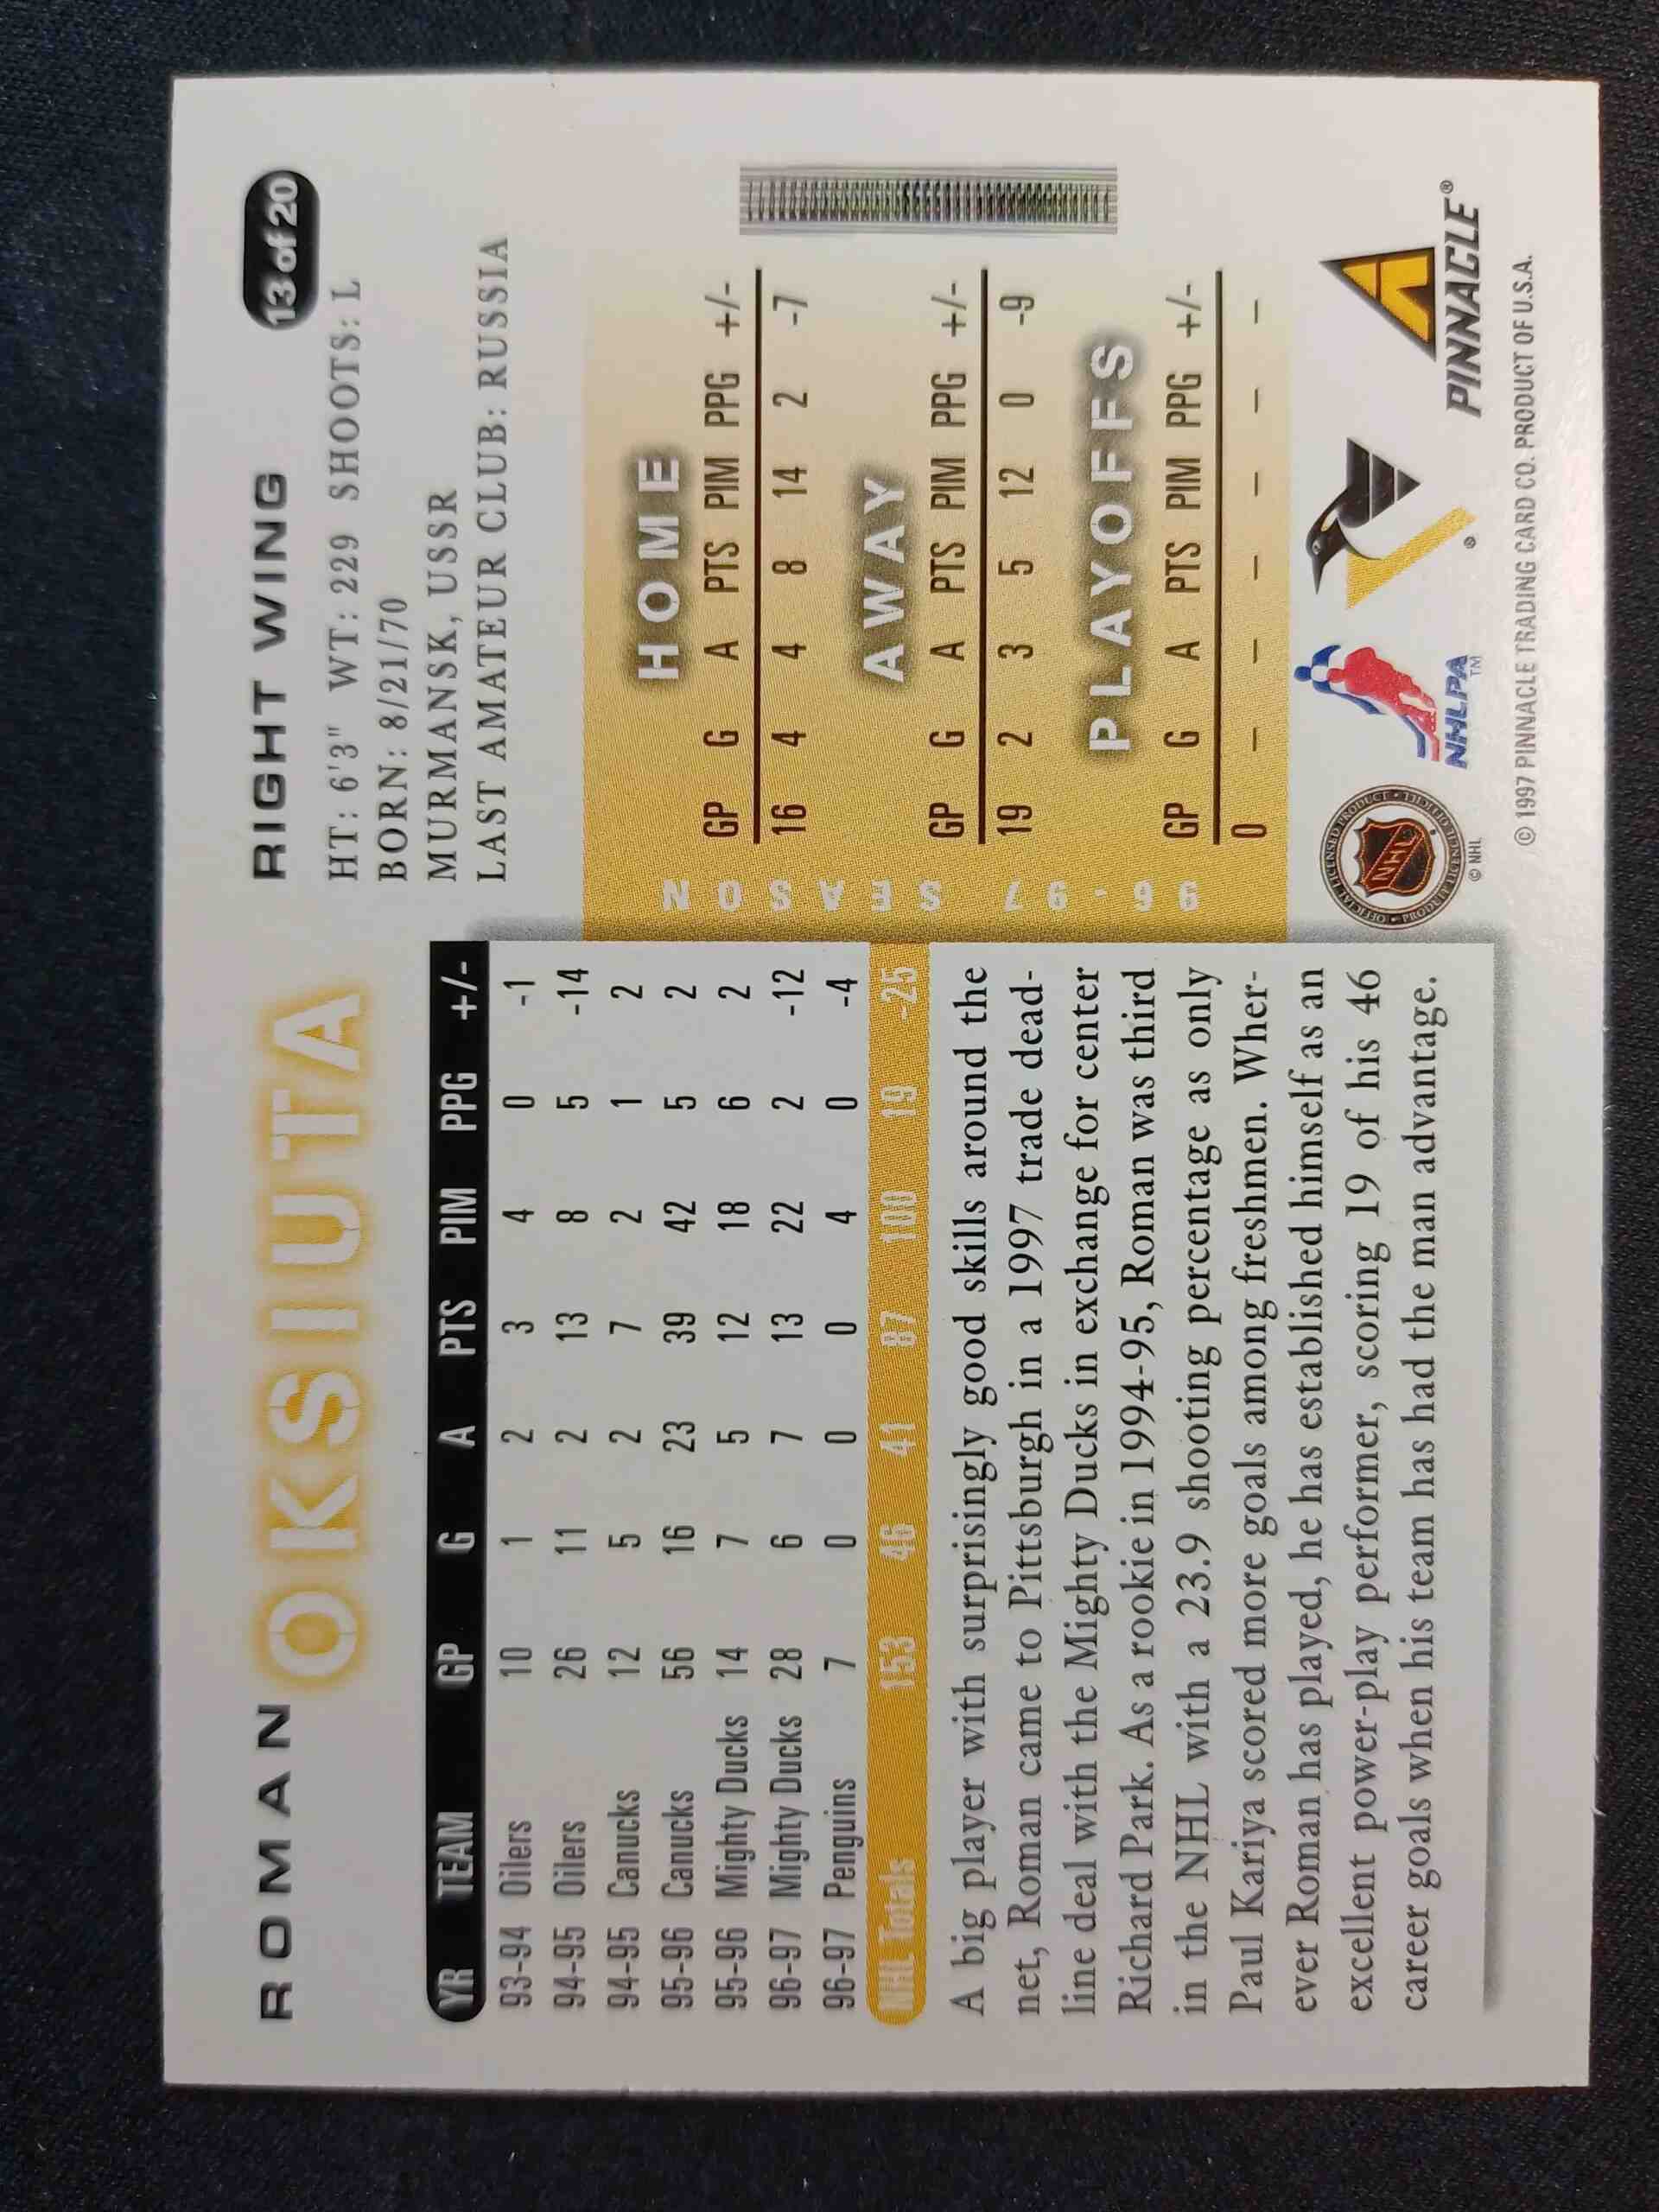 ROMAN OKSIUTA
RIGHT WING
13 of 20
HT: 6'3" WT: 229 SHOOTS: L
BORN: 8/21/70
MURMANSK, USSR
LAST AMATEUR CLUB: RUSSIA
YR TEAM GP G A PTS PIM PPG +/-
93-94 Oilers 10 1 2 3 4 0 -1
94-95 Oilers 26 11 2 13 8 5 -14
94-95 Canucks 12 5 2 7 2 1 2
95-96 Canucks 56 16 23 39 42 5 2
95-96 Mighty Ducks 14 7 5 12 18 6 2
96-97 Mighty Ducks 28 6 7 13 22 2 -12
96-97 Penguins 7 0 0 0 4 0 -4
NHL Totals 153 46 41 87 100 19 -25
A big player with surprisingly good skills around the
net, Roman came to Pittsburgh in a 1997 trade dead-
line deal with the Mighty Ducks in exchange for center
Richard Park. As a rookie in 1994-95, Roman was third
in the NHL with a 23.9 shooting percentage as only
Paul Kariya scored more goals among freshmen. Wher-
ever Roman has played, he has established himself as an
excellent power-play performer, scoring 19 of his 46
career goals when his team has had the man advantage.
96-97 SEASON
HOME
GP G A PTS PIM PPG +/-
16 4 4 8 14 2 -7
AWAY
GP G A PTS PIM PPG +/-
19 2 3 5 12 0 -9
PLAYOFFS
GP G A PTS PIM PPG +/-
0 – – – – – –
OFFICIAL LICENSED PRODUCT
NHL
© NHL
NHLPA™
®
PINNACLE®
© 1997 PINNACLE TRADING CARD CO. PRODUCT OF U.S.A.